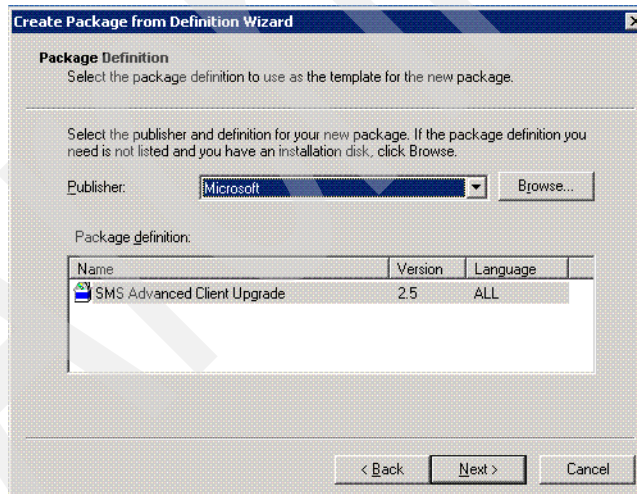 Create Package from Definition Wizard
Package Definition
Select the package definition to use as the template for the new package.
Select the publisher and definition for your new package. If the package definition you
need is not listed and you have an installation disk, click Browse.
Publisher: Microsoft Browse...
Package definition:
Name Version Language
SMS Advanced Client Upgrade 2.5 ALL
< Back Next > Cancel